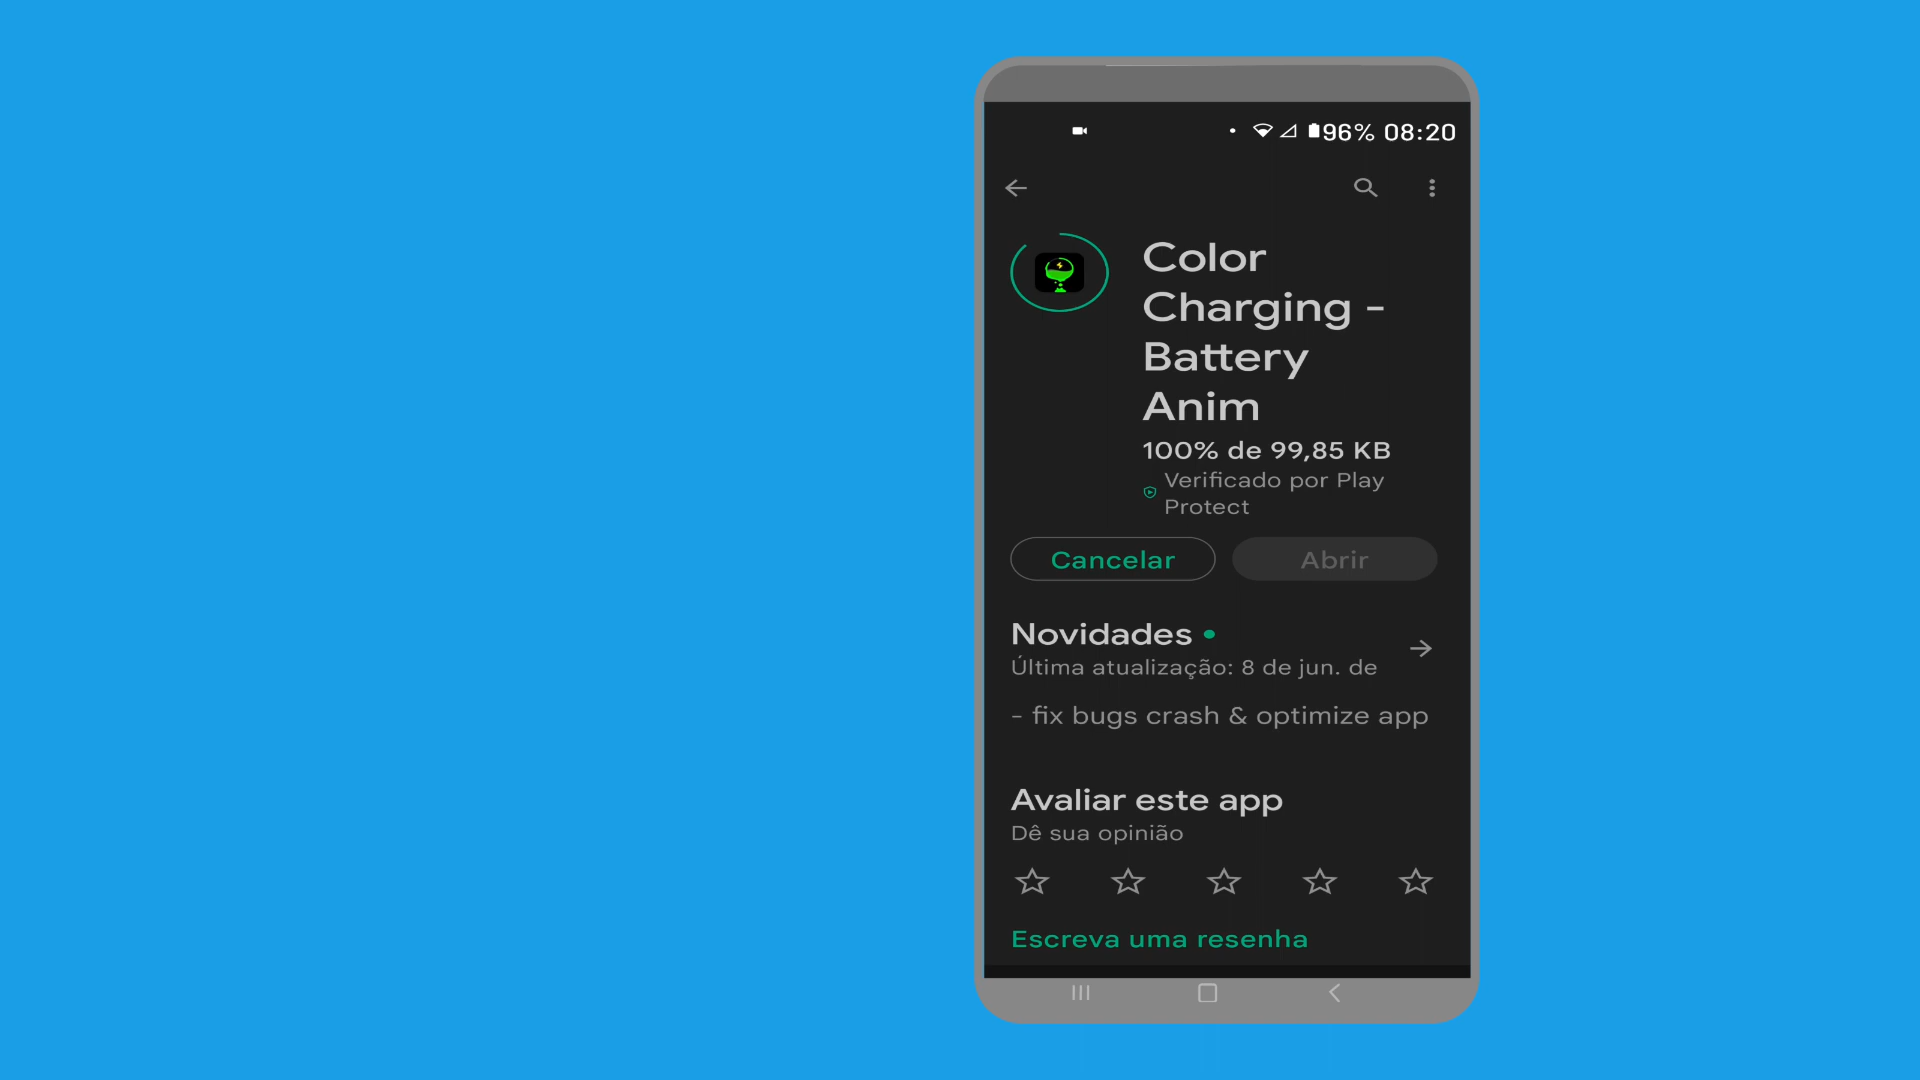 96% 08:20
Color
Charging -
Battery
Anim
100% de 99,85 KB
Verificado por Play
Protect
Cancelar
Abrir
Novidades
Última atualização: 8 de jun. de
- fix bugs crash & optimize app
Avaliar este app
Dê sua opinião
Escreva uma resenha